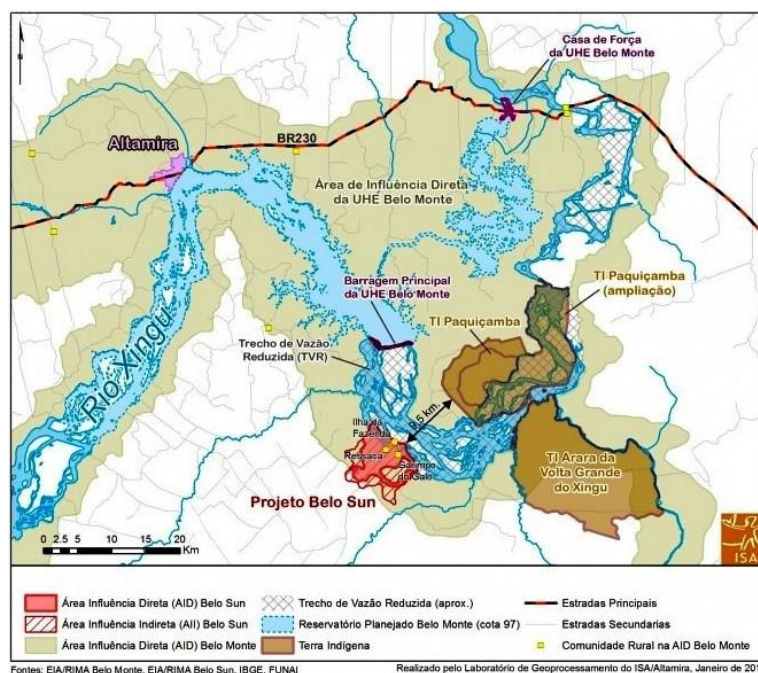 Casa de Força
da UHE Belo Monte
BR230
Altamira
Área de Influência Direta
da UHE Belo Monte
TI Paquiçamba
(ampliação)
Barragem Principal
da UHE Belo Monte
TI Paquiçamba
Rio Xingu
Trecho de Vazão
Reduzida (TVR)
9,5 km.
Ilha da
Fazenda
Ressaca
Garimpo
do Galo
TI Arara da
Volta Grande
do Xingu
Projeto Belo Sun
0 2.5 5 10 15 20
Km
ISA
Área Influência Direta (AID) Belo Sun
Trecho de Vazão Reduzida (aprox.)
Estradas Principais
Área Influência Indireta (AII) Belo Sun
Reservatório Planejado Belo Monte (cota 97)
Estradas Secundarias
Área Influência Direta (AID) Belo Monte
Terra Indígena
Comunidade Rural na AID Belo Monte
Fontes: EIA/RIMA Belo Monte, EIA/RIMA Belo Sun, IBGE, FUNAI
Realizado pelo Laboratório de Geoprocessamento do ISA/Altamira, Janeiro de